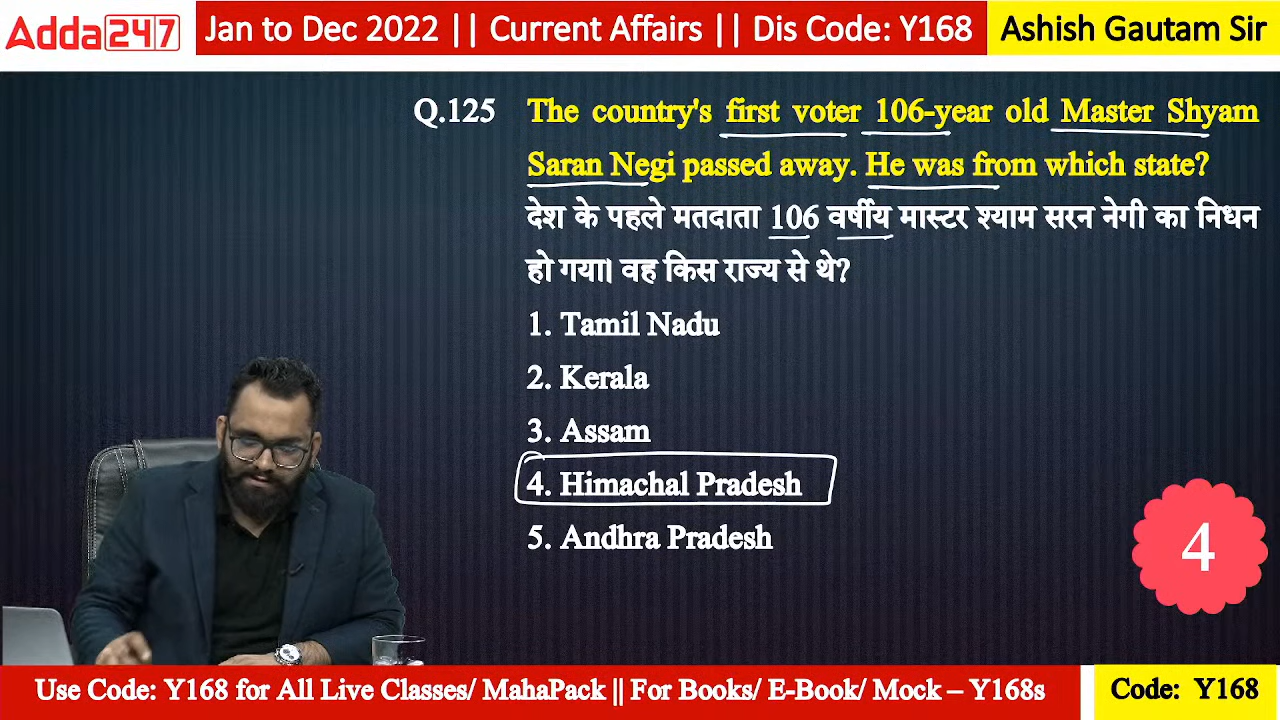 Adda247
Jan to Dec 2022 || Current Affairs || Dis Code: Y168
Ashish Gautam Sir
Q.125 The country's first voter 106-year old Master Shyam
Saran Negi passed away. He was from which state?
देश के पहले मतदाता 106 वर्षीय मास्टर श्याम सरन नेगी का निधन
हो गया। वह किस राज्य से थे?
1. Tamil Nadu
2. Kerala
3. Assam
4. Himachal Pradesh
5. Andhra Pradesh
4
Use Code: Y168 for All Live Classes/ MahaPack || For Books/ E-Book/ Mock – Y168s
Code: Y168